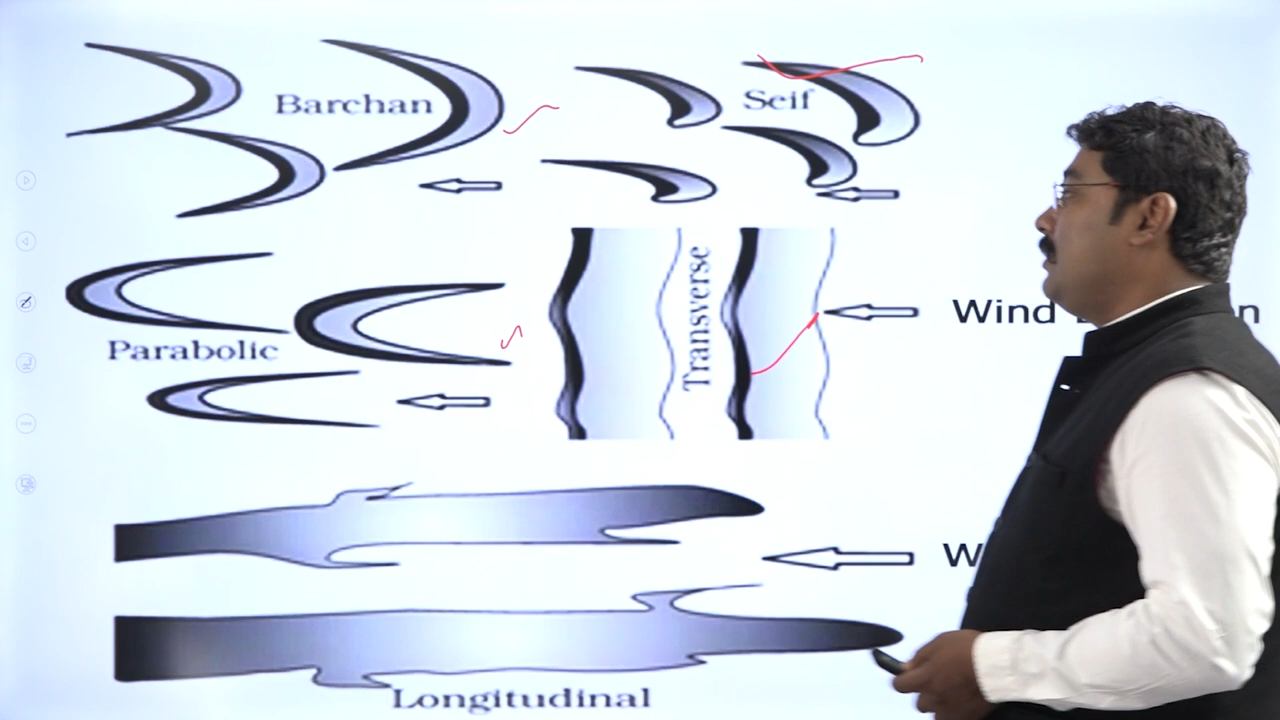 Barchan
Seif
Transverse
Wind
Parabolic
Longitudinal